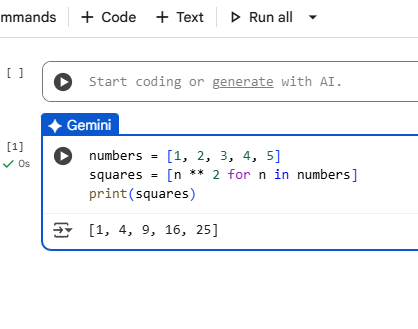 mmands + Code + Text Run all
[ ] Start coding or generate with AI.
Gemini
[1] numbers = [1, 2, 3, 4, 5]
0s squares = [n ** 2 for n in numbers]
print(squares)
[1, 4, 9, 16, 25]